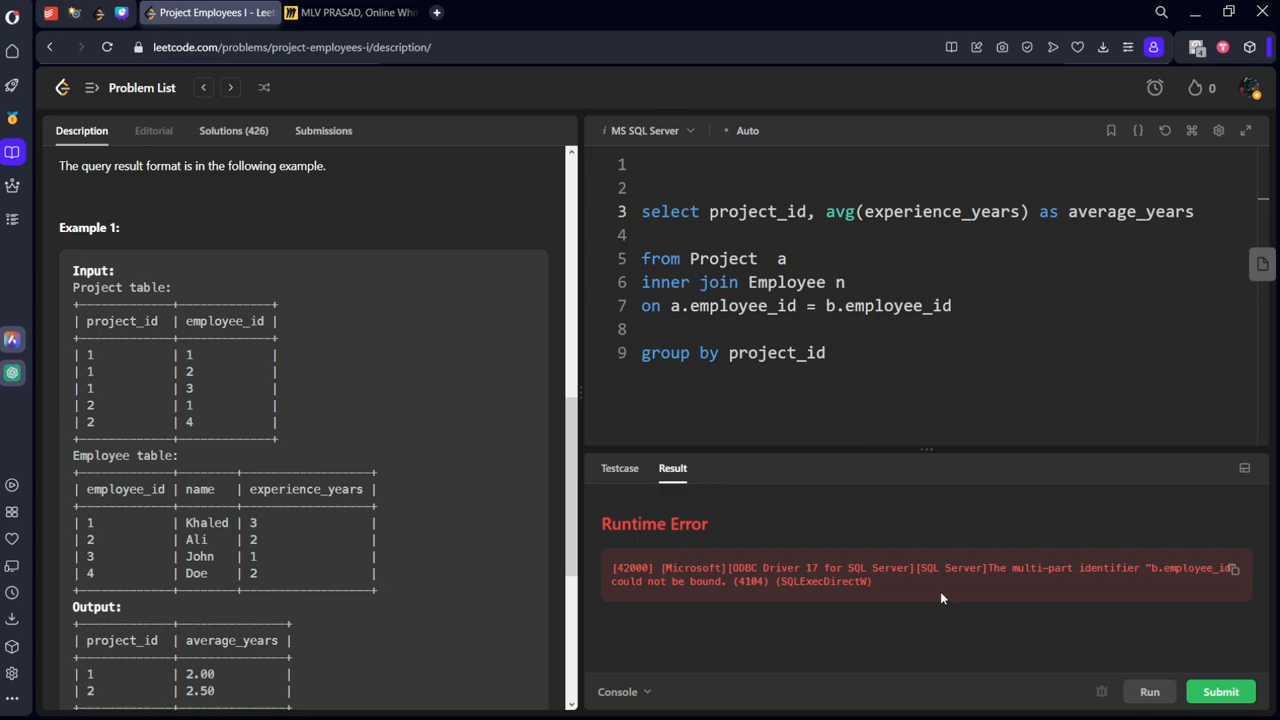 Project Employees I - Leet
MLV PRASAD, Online Whit
leetcode.com/problems/project-employees-i/description/
4
Problem List
0
Description
Editorial
Solutions (426)
Submissions
The query result format is in the following example.
Example 1:
Input:
Project table:
+------------+-------------+
| project_id | employee_id |
+------------+-------------+
| 1 | 1 |
| 1 | 2 |
| 1 | 3 |
| 2 | 1 |
| 2 | 4 |
+------------+-------------+
Employee table:
+-------------+--------+------------------+
| employee_id | name | experience_years |
+-------------+--------+------------------+
| 1 | Khaled | 3 |
| 2 | Ali | 2 |
| 3 | John | 1 |
| 4 | Doe | 2 |
+-------------+--------+------------------+
Output:
+-------------+---------------+
| project_id | average_years |
+-------------+---------------+
| 1 | 2.00 |
| 2 | 2.50 |
+-------------+---------------+
i MS SQL Server
• Auto
1
2
3 select project_id, avg(experience_years) as average_years
4
5 from Project a
6 inner join Employee n
7 on a.employee_id = b.employee_id
8
9 group by project_id
Testcase
Result
Runtime Error
[42000] [Microsoft][ODBC Driver 17 for SQL Server][SQL Server]The multi-part identifier "b.employee_id
could not be bound. (4104) (SQLExecDirectW)
Console
Run
Submit